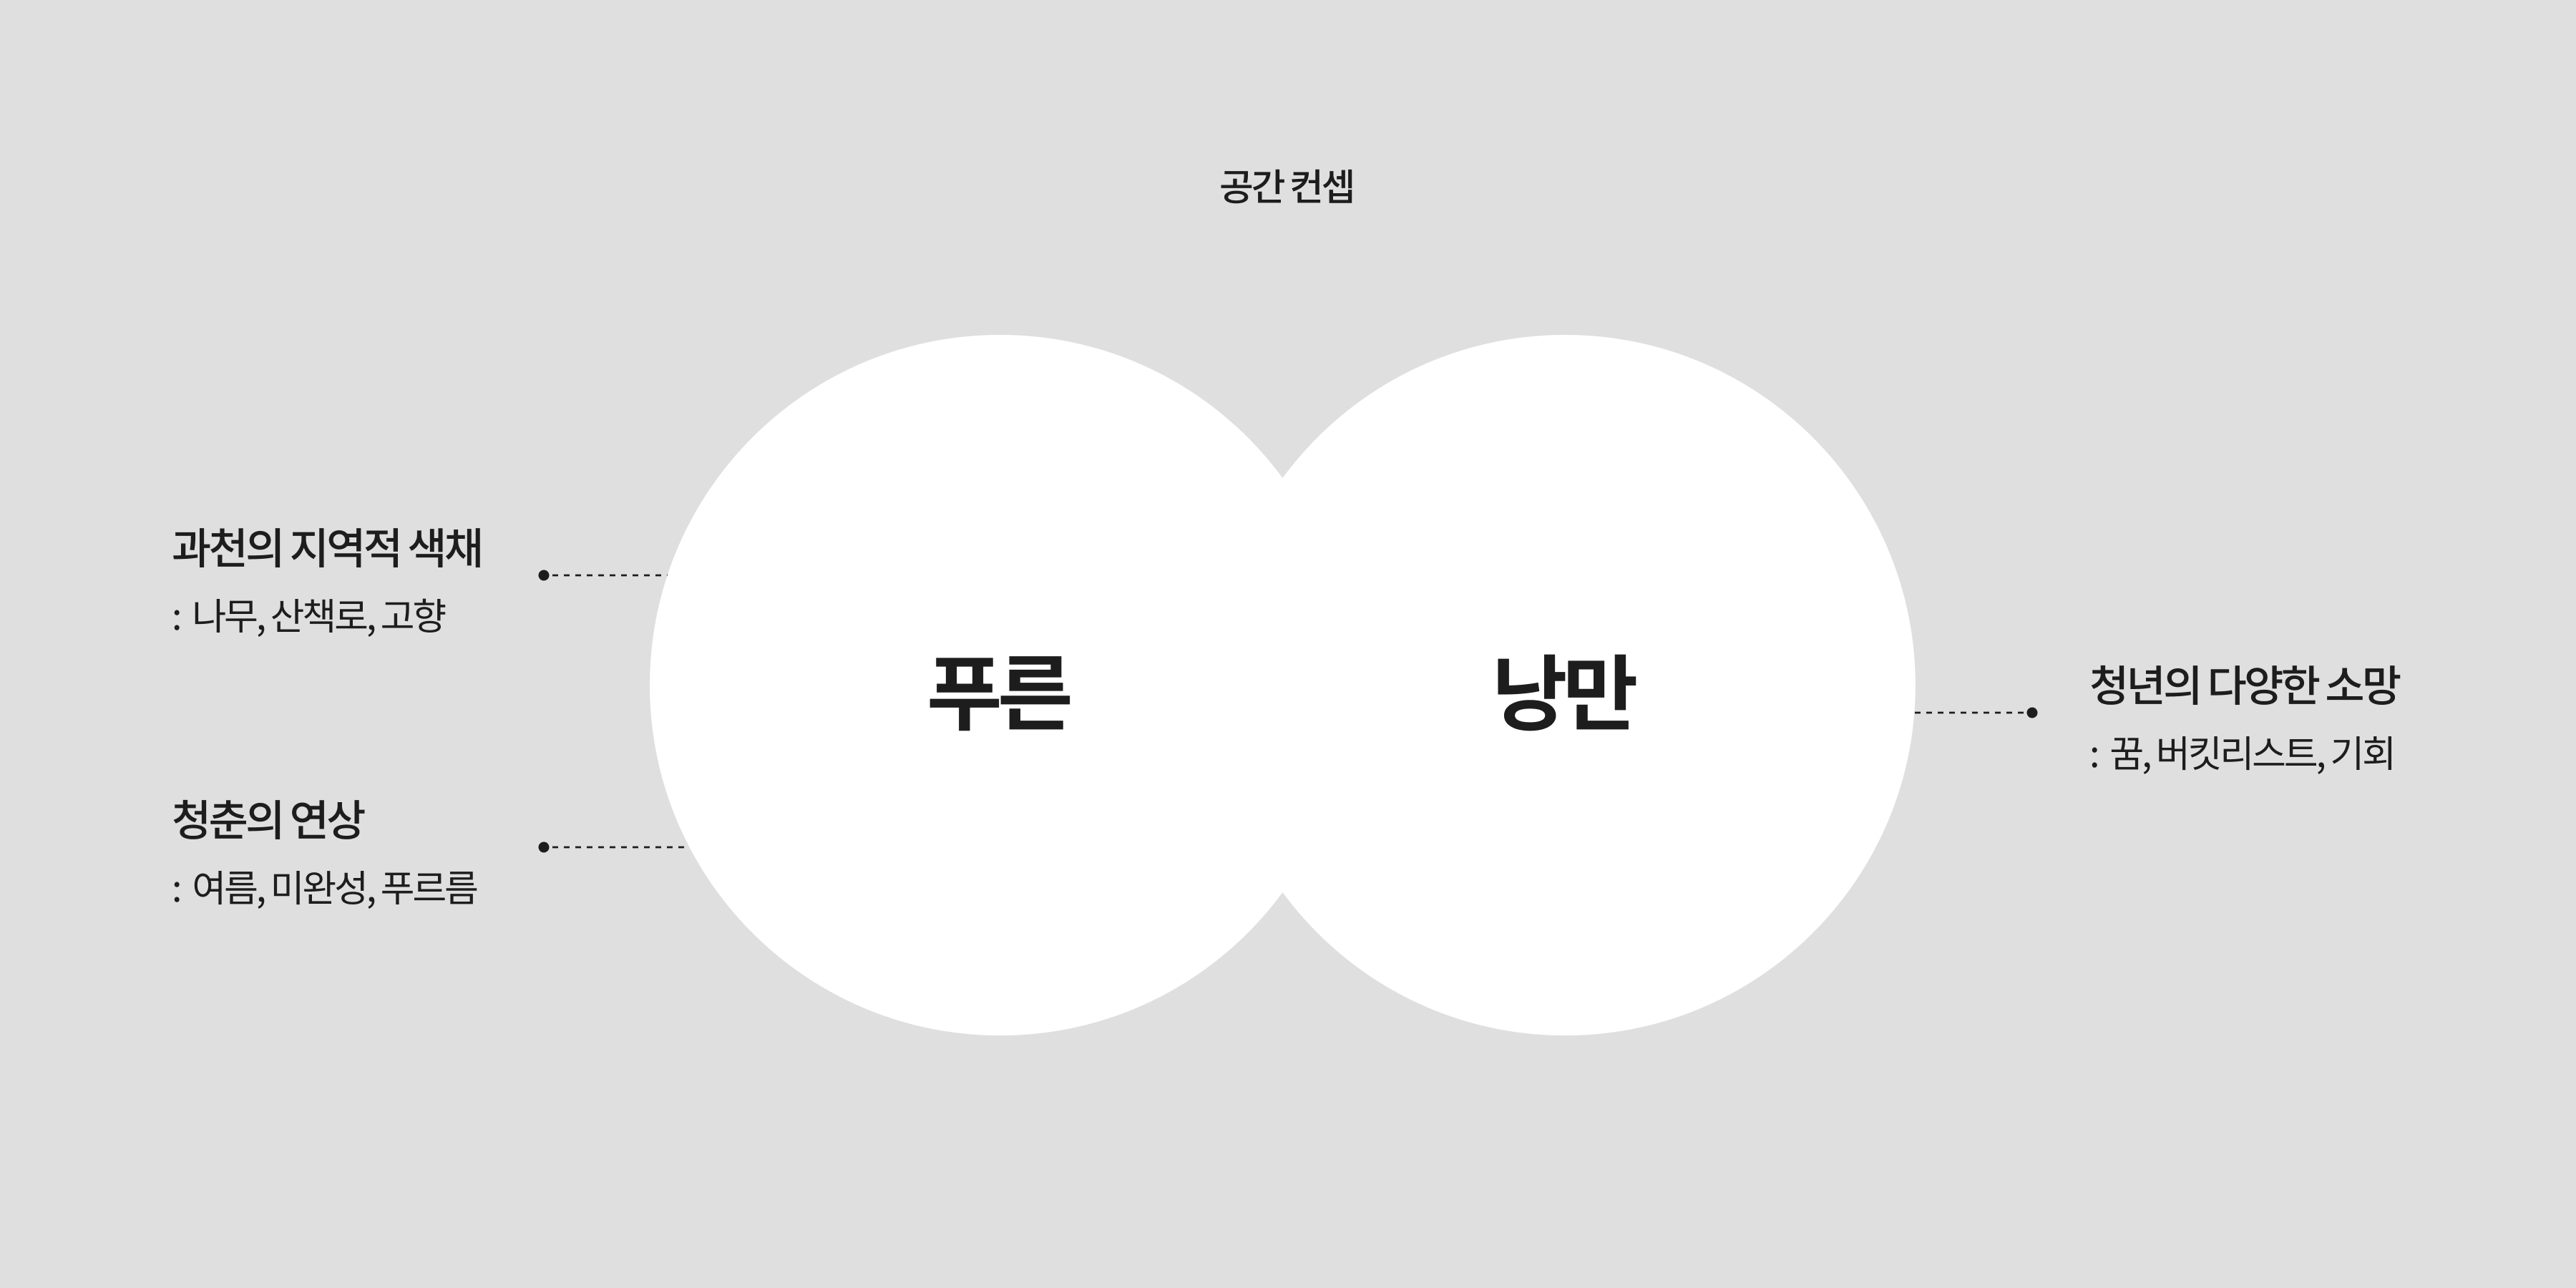 공간 컨셉
과천의 지역적 색채
: 나무, 산책로, 고향
청춘의 연상
: 여름, 미완성, 푸르름
푸른
낭만
청년의 다양한 소망
: 꿈, 버킷리스트, 기회